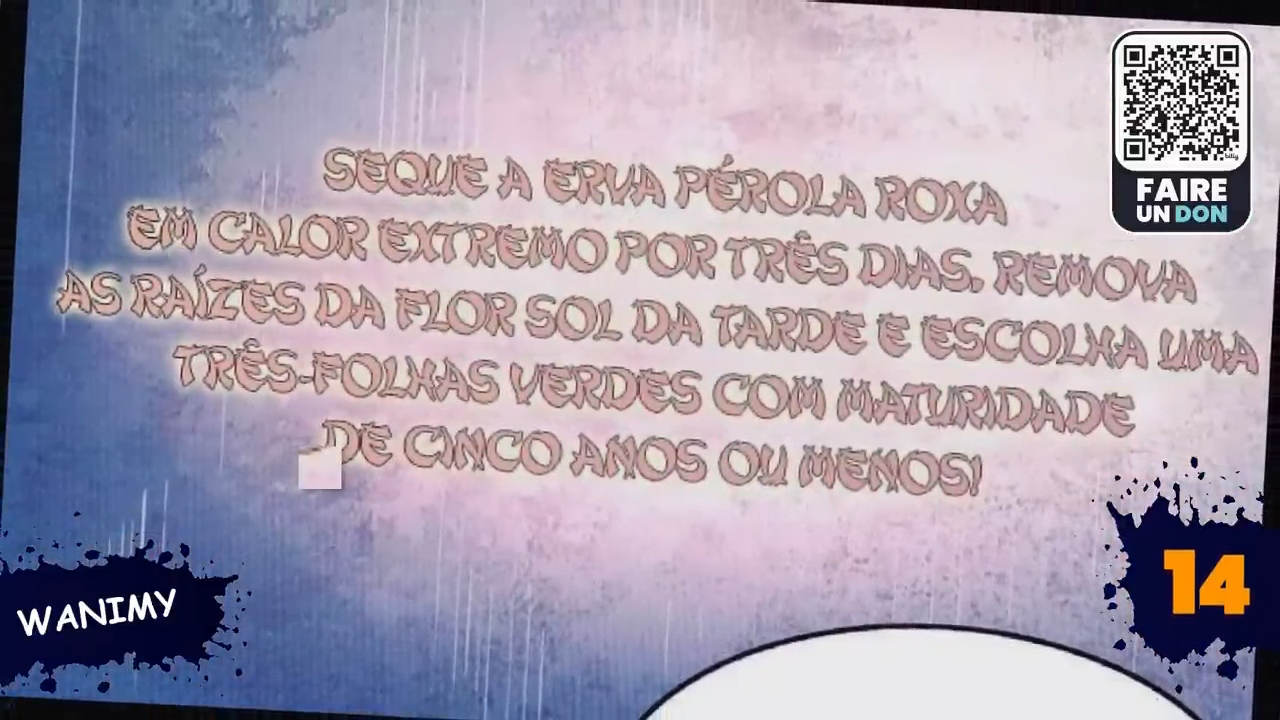 SEQUE A ERVA PÉROLA ROXA
EM CALOR EXTREMO POR TRÊS DIAS, REMOVA
AS RAÍZES DA FLOR SOL DA TARDE E ESCOLHA UMA
TRÊS-FOLHAS VERDES COM MATURIDADE
DE CINCO ANOS OU MENOS!
FAIRE
UN DON
WANIMY
14